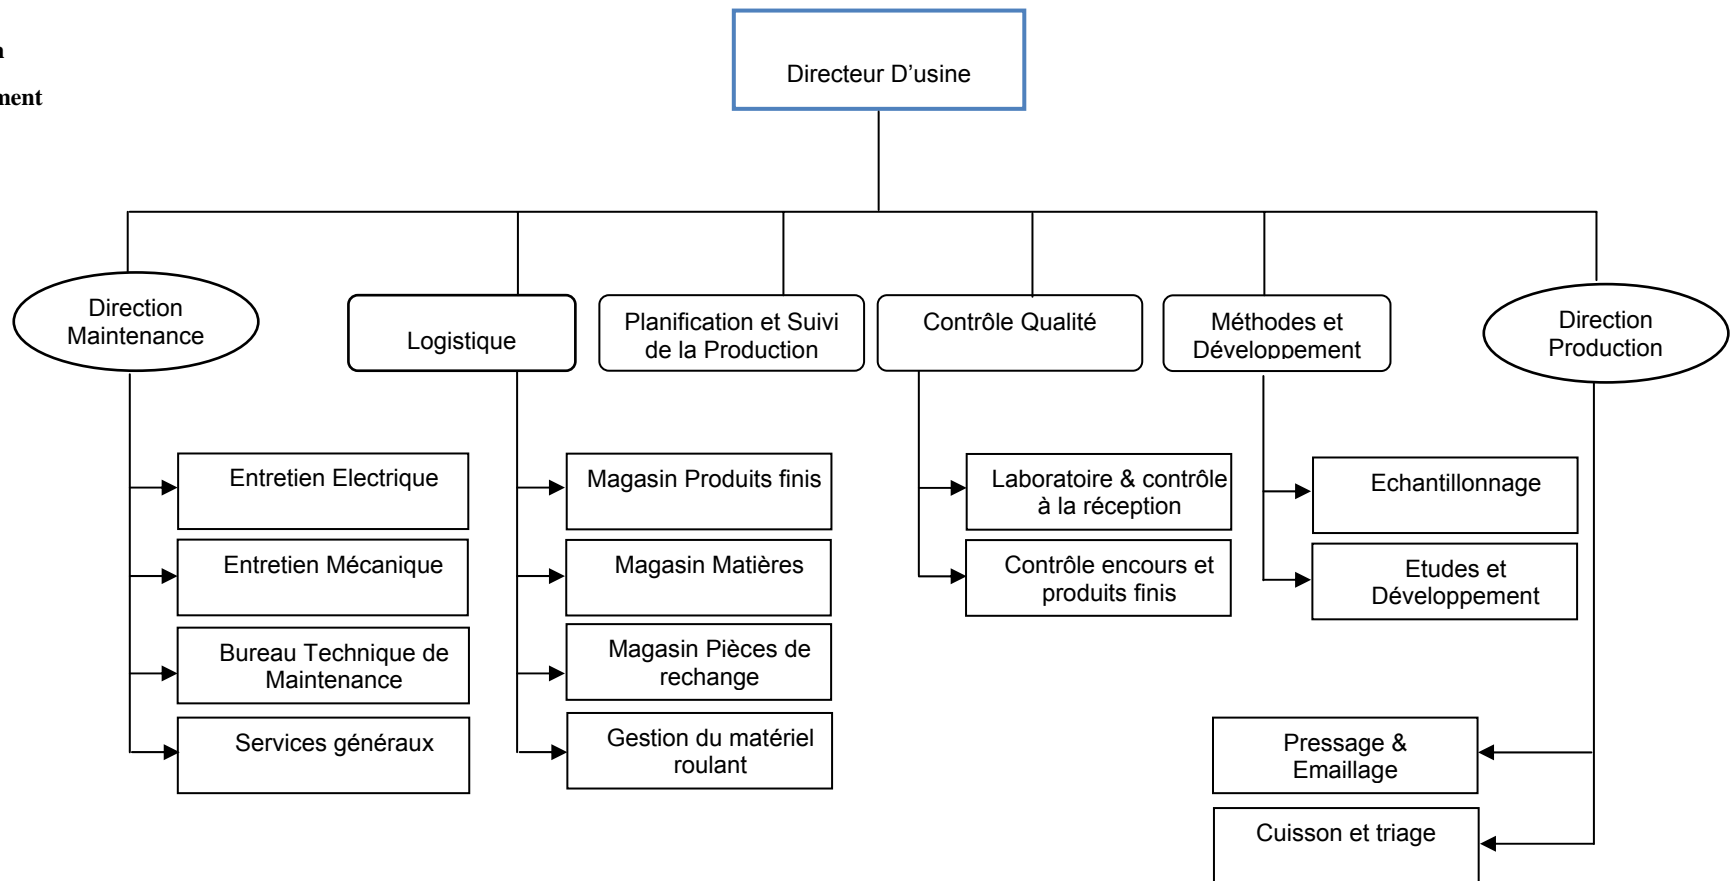 Directeur D’usine
Direction
Maintenance
Logistique
Planification et Suivi
de la Production
Contrôle Qualité
Méthodes et
Développement
Direction
Production
Entretien Electrique
Entretien Mécanique
Bureau Technique de
Maintenance
Services généraux
Magasin Produits finis
Magasin Matières
Magasin Pièces de
rechange
Gestion du matériel
roulant
Laboratoire & contrôle
à la réception
Contrôle encours et
produits finis
Echantillonnage
Etudes et
Développement
Pressage &
Emaillage
Cuisson et triage